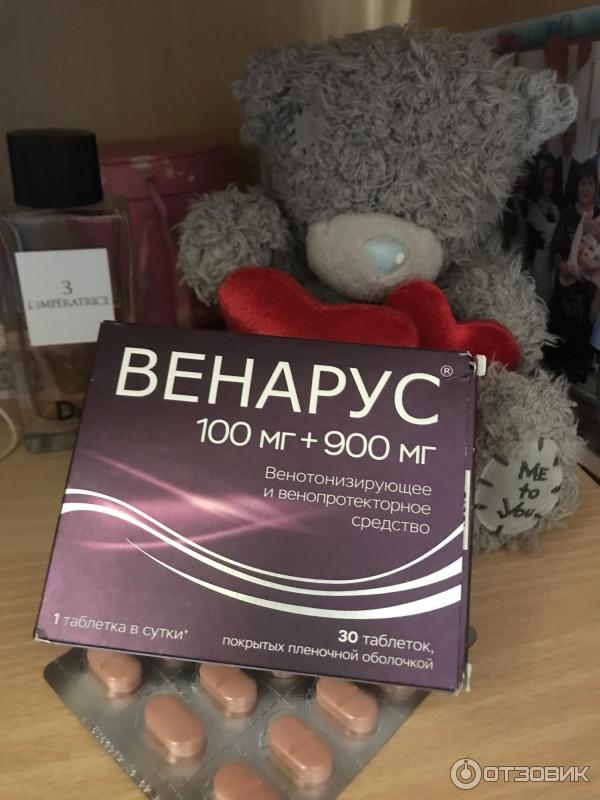 3
L'IMPÉRATRICE
D
ВЕНАРУС®
100 мг + 900 мг
Венотонизирующее
и венопротекторное
средство
1 таблетка в сутки*
30 таблеток,
покрытых пленочной оболочкой
ME
to
you
ОТЗОВИК